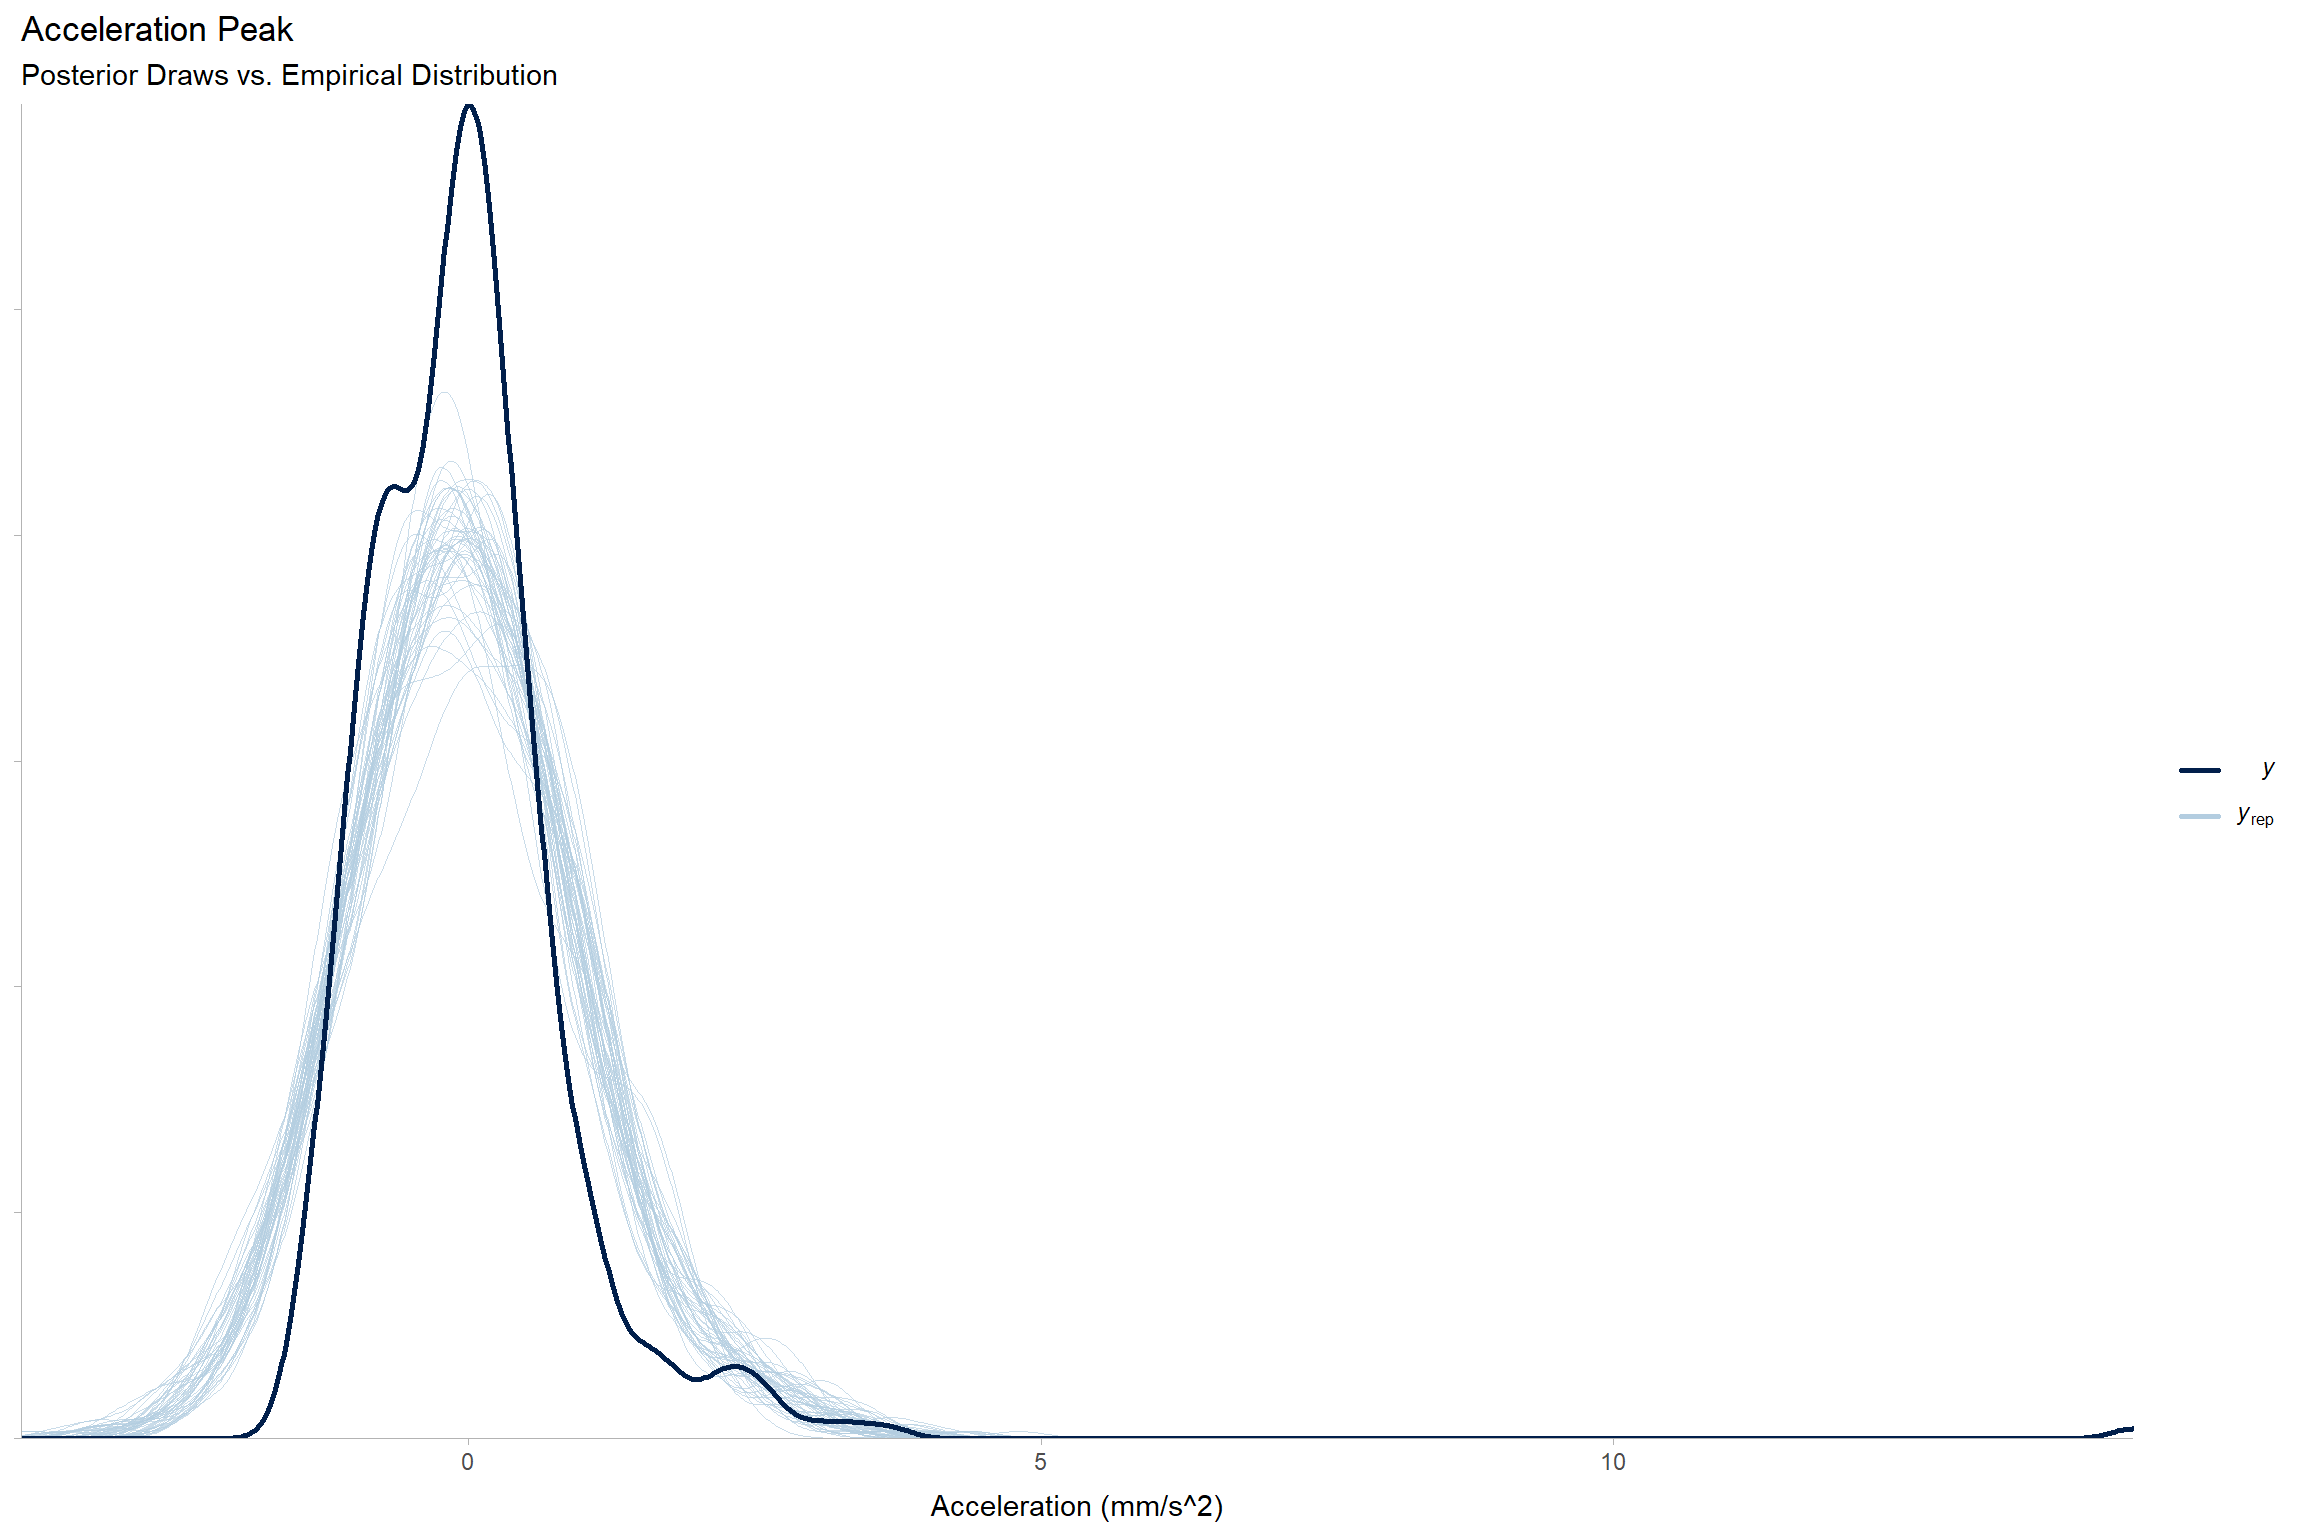 Acceleration Peak
Posterior Draws vs. Empirical Distribution
y
yrep
0 5 10
Acceleration (mm/s^2)